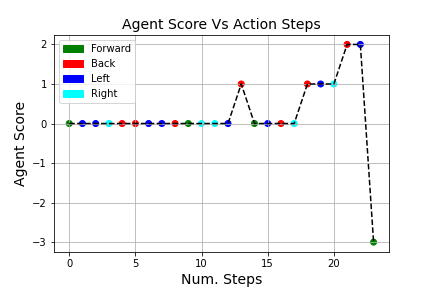 Agent Score Vs Action Steps
Forward
Back
Left
Right
2
1
0
−1
−2
−3
Agent Score
0 5 10 15 20
Num. Steps